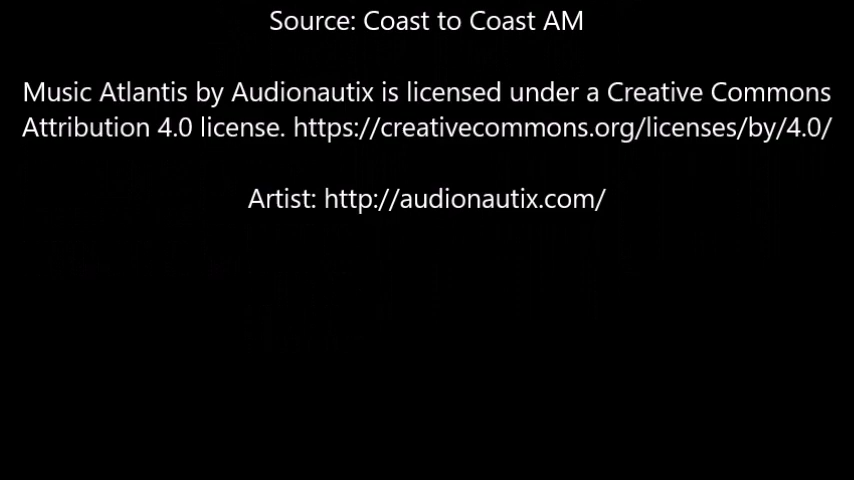 Source: Coast to Coast AM
Music Atlantis by Audionautix is licensed under a Creative Commons
Attribution 4.0 license. https://creativecommons.org/licenses/by/4.0/
Artist: http://audionautix.com/